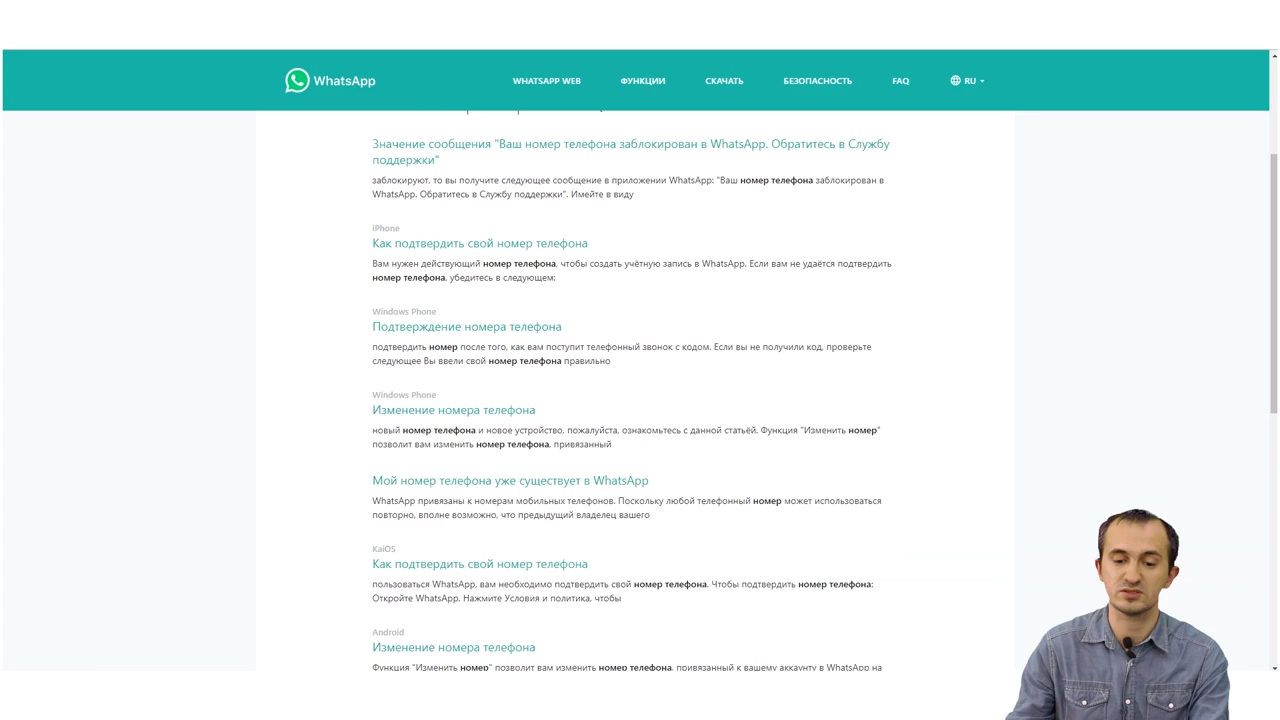 WhatsApp
WHATSAPP WEB
ФУНКЦИИ
СКАЧАТЬ
БЕЗОПАСНОСТЬ
FAQ
RU
Значение сообщения "Ваш номер телефона заблокирован в WhatsApp. Обратитесь в Службу
поддержки"
заблокируют, то вы получите следующее сообщение в приложении WhatsApp: "Ваш номер телефона заблокирован в
WhatsApp. Обратитесь в Службу поддержки". Имейте в виду
iPhone
Как подтвердить свой номер телефона
Вам нужен действующий номер телефона, чтобы создать учётную запись в WhatsApp. Если вам не удаётся подтвердить
номер телефона, убедитесь в следующем:
Windows Phone
Подтверждение номера телефона
подтвердить номер после того, как вам поступит телефонный звонок с кодом. Если вы не получили код, проверьте
следующее Вы ввели свой номер телефона правильно
Windows Phone
Изменение номера телефона
новый номер телефона и новое устройство, пожалуйста, ознакомьтесь с данной статьёй. Функция "Изменить номер"
позволит вам изменить номер телефона, привязанный
Мой номер телефона уже существует в WhatsApp
WhatsApp привязаны к номерам мобильных телефонов. Поскольку любой телефонный номер может использоваться
повторно, вполне возможно, что предыдущий владелец вашего
KaiOS
Как подтвердить свой номер телефона
пользоваться WhatsApp, вам необходимо подтвердить свой номер телефона. Чтобы подтвердить номер телефона:
Откройте WhatsApp. Нажмите Условия и политика, чтобы
Android
Изменение номера телефона
Функция "Изменить номер" позволит вам изменить номер телефона, привязанный к вашему аккаунту в WhatsApp на